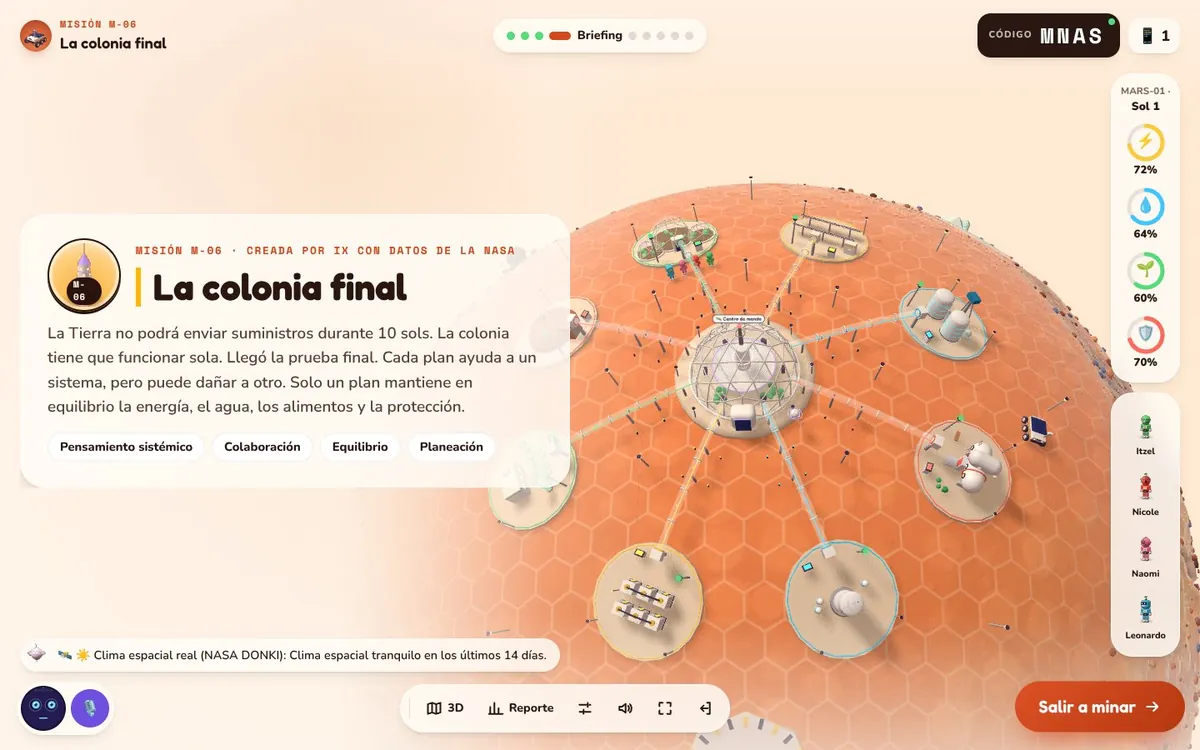 MISIÓN M-06
La colonia final
Briefing
CÓDIGO MNAS
1
MARS-01 ·
Sol 1
72%
64%
60%
70%
Itzel
Nicole
Naomi
Leonardo
Centro de mando
M-
06
MISIÓN M-06 · CREADA POR IX CON DATOS DE LA NASA
La colonia final
La Tierra no podrá enviar suministros durante 10 sols. La colonia
tiene que funcionar sola. Llegó la prueba final. Cada plan ayuda a un
sistema, pero puede dañar a otro. Solo un plan mantiene en
equilibrio la energía, el agua, los alimentos y la protección.
Pensamiento sistémico
Colaboración
Equilibrio
Planeación
Clima espacial real (NASA DONKI): Clima espacial tranquilo en los últimos 14 días.
3D
Reporte
Salir a minar →